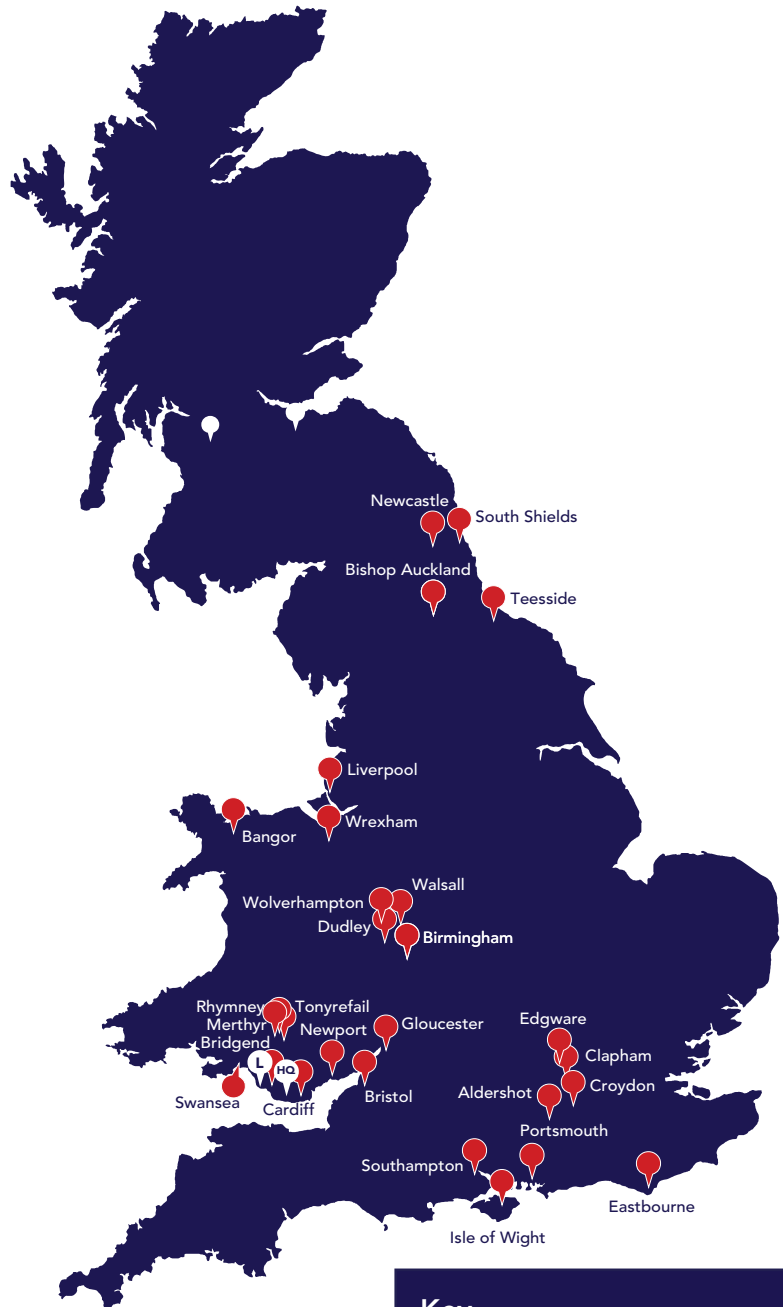 Newcastle
South Shields
Bishop Auckland
Teesside
Liverpool
Wrexham
Bangor
Walsall
Wolverhampton
Dudley
Birmingham
Rhymney
Tonyrefail
Merthyr
Newport
Bridgend
Gloucester
L
HQ
Swansea
Cardiff
Bristol
Edgware
Clapham
Croydon
Aldershot
Portsmouth
Southampton
Eastbourne
Isle of Wight
Key